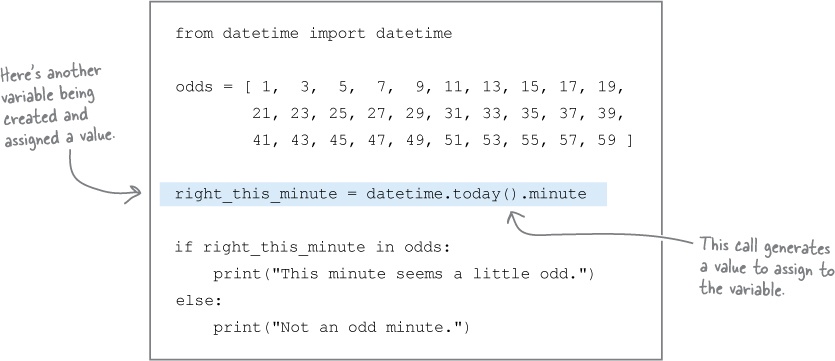 Here's another
variable being
created and
assigned a value.
from datetime import datetime
odds = [ 1,  3,  5,  7,  9, 11, 13, 15, 17, 19,
        21, 23, 25, 27, 29, 31, 33, 35, 37, 39,
        41, 43, 45, 47, 49, 51, 53, 55, 57, 59 ]
right_this_minute = datetime.today().minute
if right_this_minute in odds:
    print("This minute seems a little odd.")
else:
    print("Not an odd minute.")
This call generates
a value to assign to
the variable.